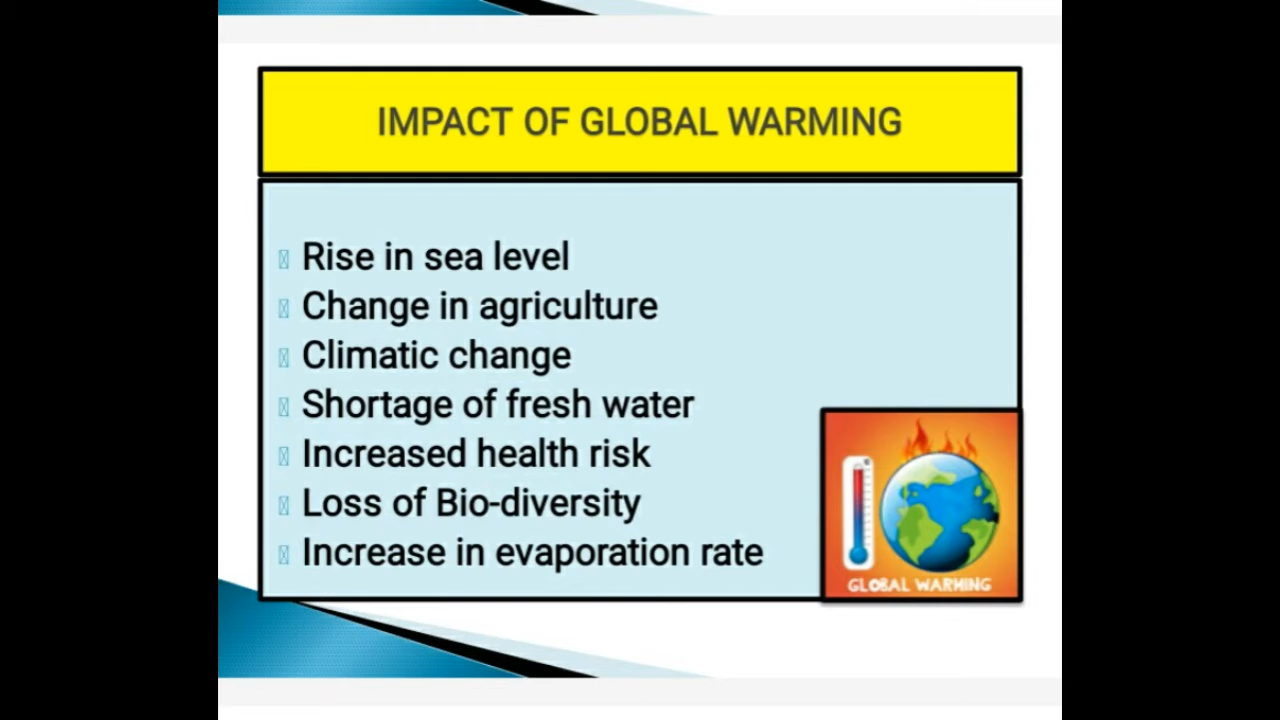 IMPACT OF GLOBAL WARMING
Rise in sea level
Change in agriculture
Climatic change
Shortage of fresh water
Increased health risk
Loss of Bio-diversity
Increase in evaporation rate
GLOBAL WARMING